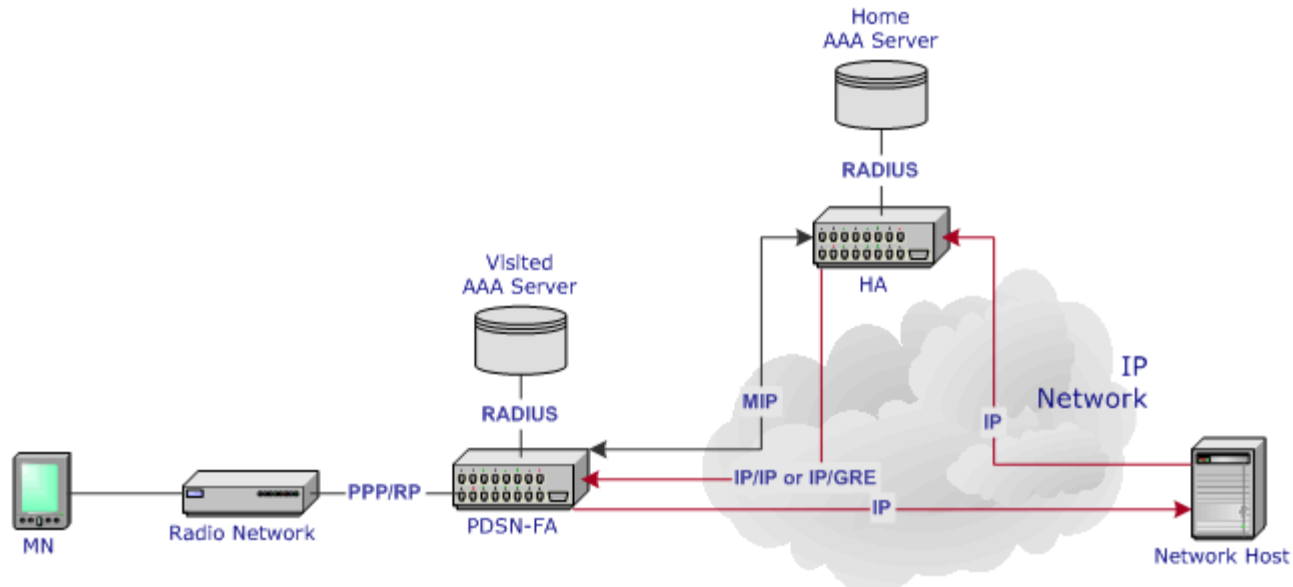 Home
AAA Server
RADIUS
HA
Visited
AAA Server
RADIUS
IP
Network
MIP
IP
IP/IP or IP/GRE
IP
PPP/RP
MN
Radio Network
PDSN-FA
Network Host